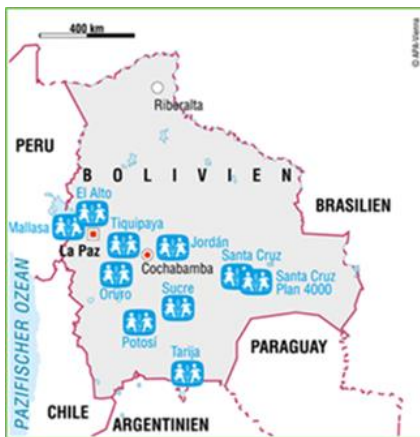 400 km
© APA-Vienna
Riberalta
PERU
BOLIVIEN
BRASILIEN
El Alto
Mallasa
La Paz
Tiquipaya
Jordán
Cochabamba
Santa Cruz
Santa Cruz
Plan 4000
Oruro
Sucre
Potosí
PARAGUAY
Tarija
PAZIFISCHER OZEAN
CHILE
ARGENTINIEN